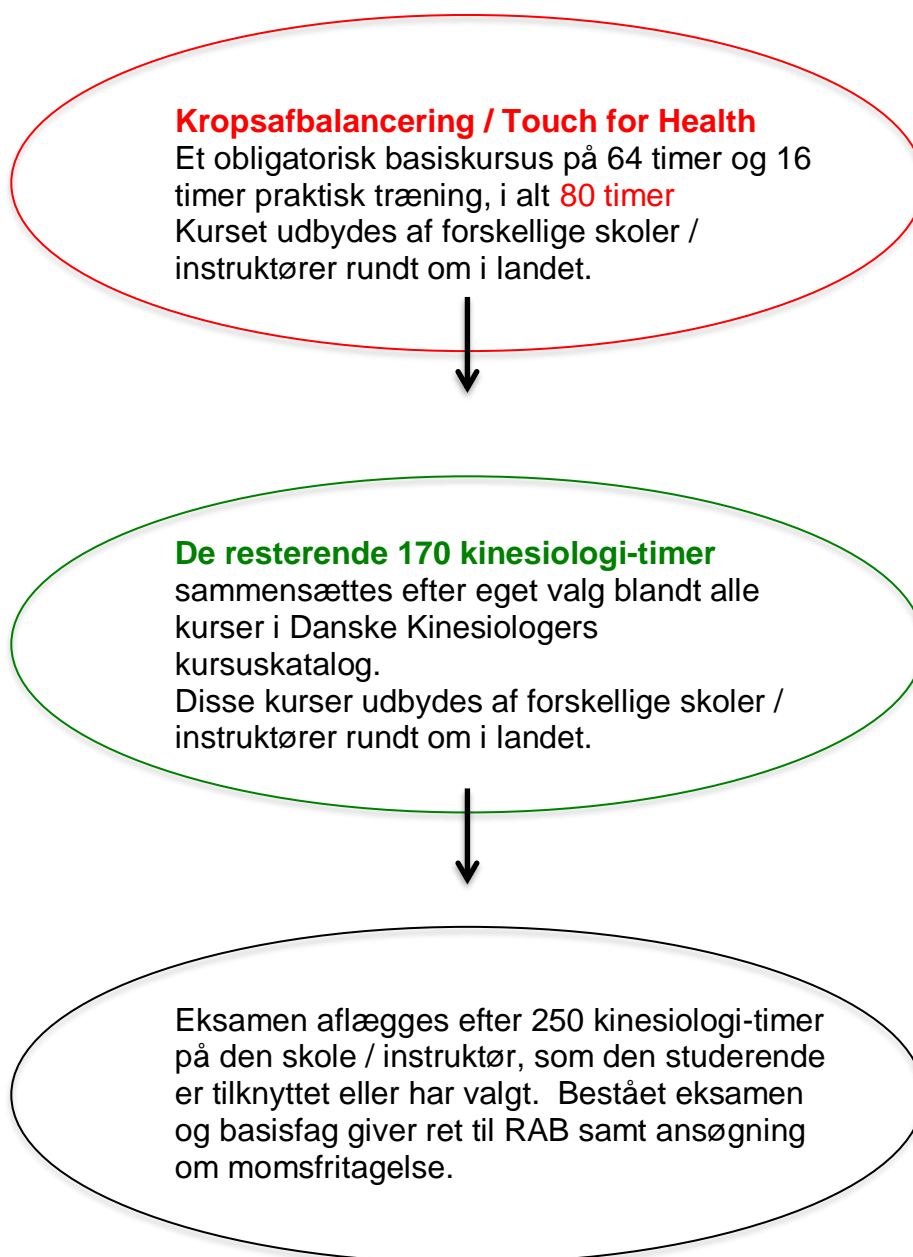 Kropsafbalancering / Touch for Health
Et obligatorisk basiskursus på 64 timer og 16
timer praktisk træning, i alt 80 timer
Kurset udbydes af forskellige skoler /
instruktører rundt om i landet.
De resterende 170 kinesiologi-timer
sammensættes efter eget valg blandt alle
kurser i Danske Kinesiologers
kursuskatalog.
Disse kurser udbydes af forskellige skoler /
instruktører rundt om i landet.
Eksamen aflægges efter 250 kinesiologi-timer
på den skole / instruktør, som den studerende
er tilknyttet eller har valgt.  Bestået eksamen
og basisfag giver ret til RAB samt ansøgning
om momsfritagelse.